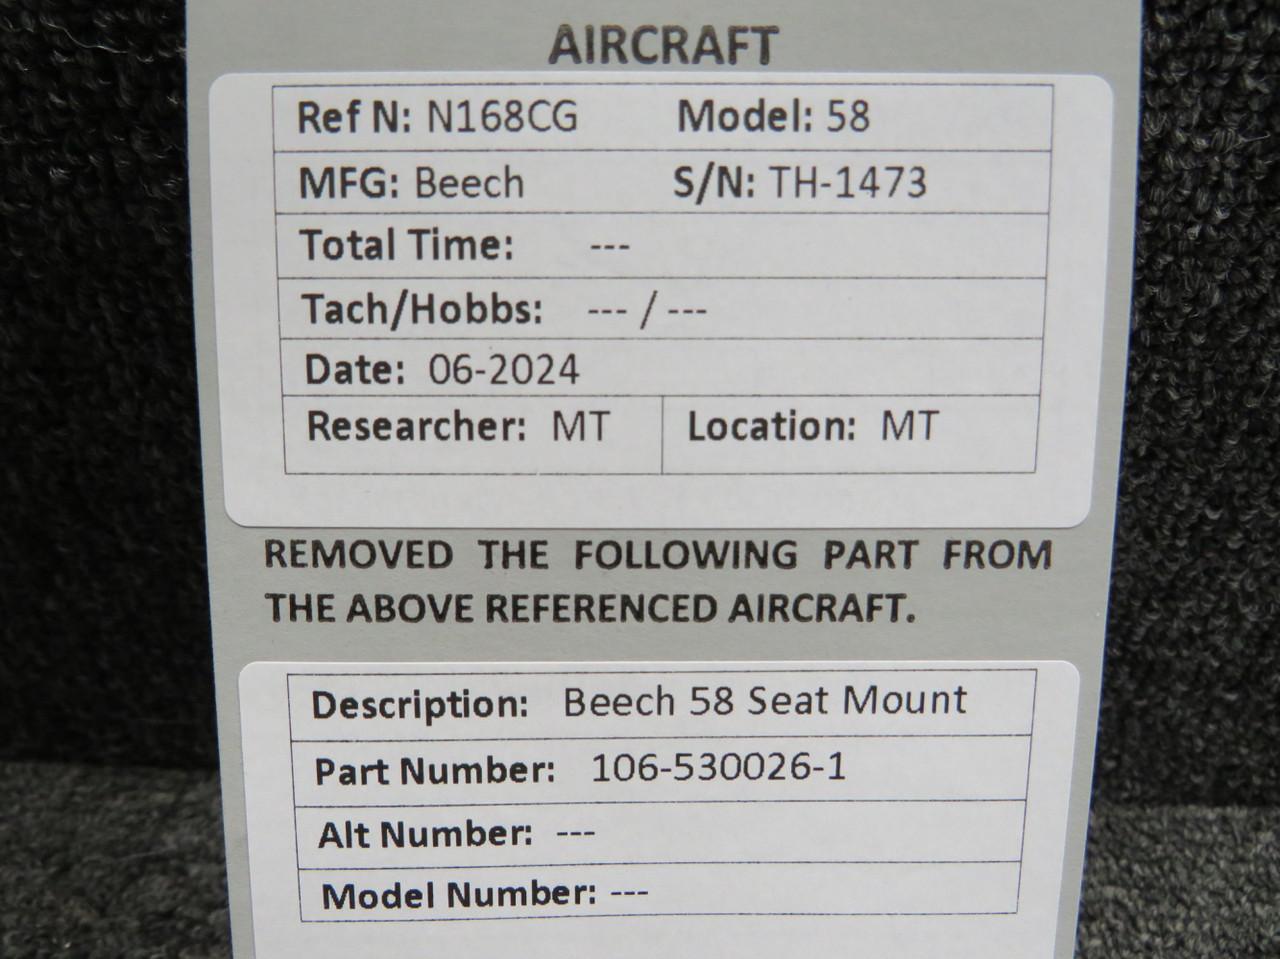 AIRCRAFT
Ref N: N168CG Model: 58
MFG: Beech S/N: TH-1473
Total Time: ---
Tach/Hobbs: --- / ---
Date: 06-2024
Researcher: MT Location: MT
REMOVED THE FOLLOWING PART FROM
THE ABOVE REFERENCED AIRCRAFT.
Description: Beech 58 Seat Mount
Part Number: 106-530026-1
Alt Number: ---
Model Number: ---